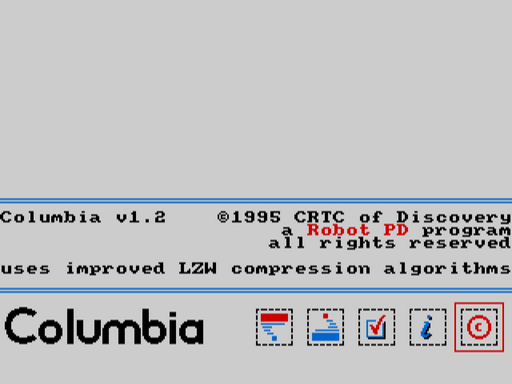 Columbia v1.2 ©1995 CRTC of Discovery
a Robot PD program
all rights reserved
uses improved LZW compression algorithms
Columbia i ©